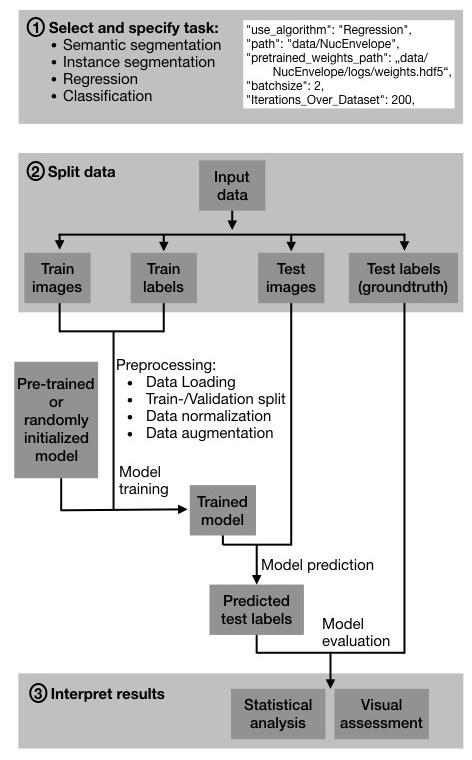 ① Select and specify task:
• Semantic segmentation
• Instance segmentation
• Regression
• Classification
"use_algorithm": "Regression",
"path": "data/NucEnvelope",
"pretrained_weights_path": „data/
NucEnvelope/logs/weights.hdf5“,
"batchsize": 2,
"Iterations_Over_Dataset": 200,
② Split data
Input
data
Train
images
Train
labels
Test
images
Test labels
(groundtruth)
Preprocessing:
• Data Loading
• Train-/Validation split
• Data normalization
• Data augmentation
Pre-trained
or
randomly
initialized
model
Model
training
Trained
model
Model prediction
Predicted
test labels
Model
evaluation
③ Interpret results
Statistical
analysis
Visual
assessment